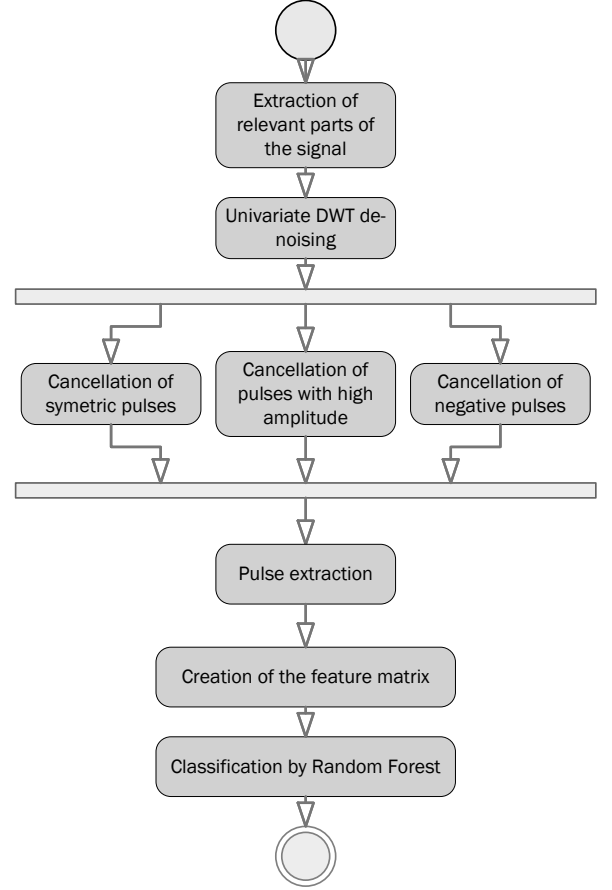 Extraction of
relevant parts of
the signal
Univariate DWT de-
noising
Cancellation of
symetric pulses
Cancellation of
pulses with high
amplitude
Cancellation of
negative pulses
Pulse extraction
Creation of the feature matrix
Classification by Random Forest